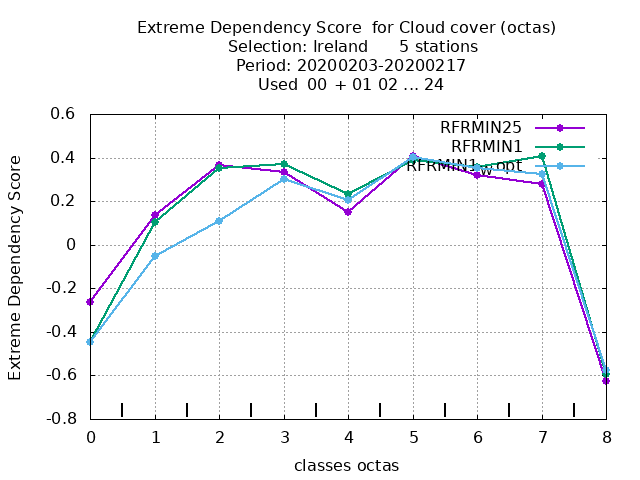 Extreme Dependency Score  for Cloud cover (octas)
Selection: Ireland      5 stations
Period: 20200203-20200217
Used  00  + 01 02 ... 24
0.6
0.4
0.2
0
-0.2
-0.4
-0.6
-0.8
Extreme Dependency Score
RFRMIN25
RFRMIN1
RFRMIN1_opt
0 1 2 3 4 5 6 7 8
classes octas